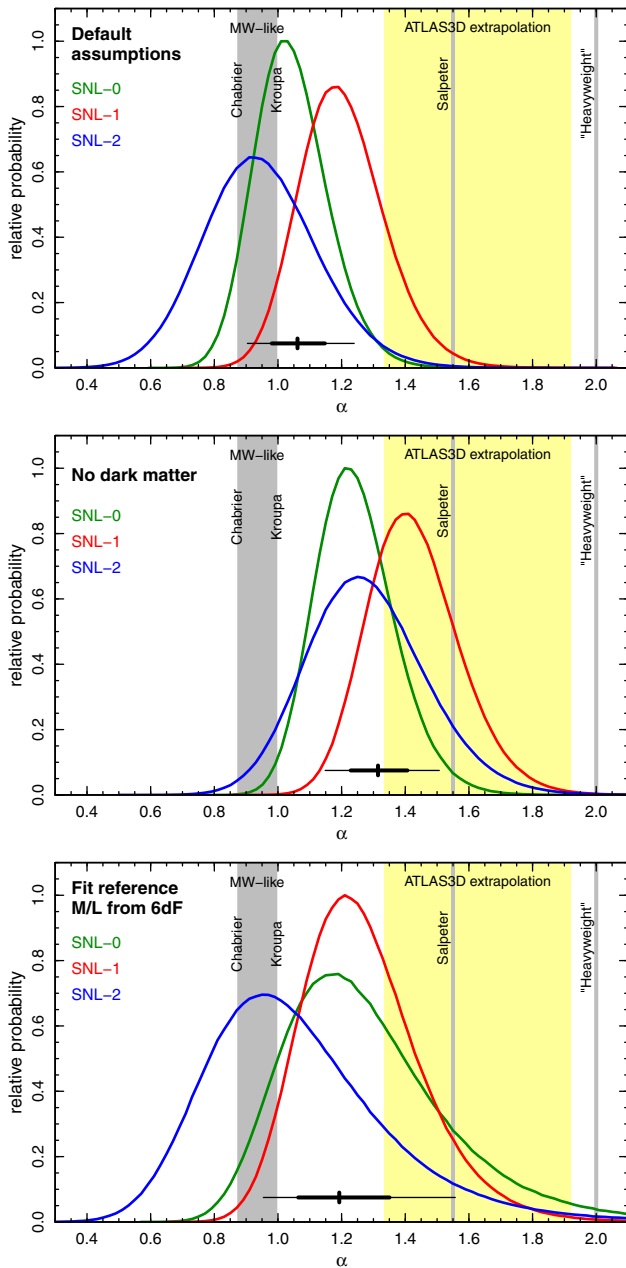 Default
assumptions
SNL-0
SNL-1
SNL-2
MW-like
Chabrier
Kroupa
ATLAS3D extrapolation
Salpeter
"Heavyweight"
relative probability
0.0 0.2 0.4 0.6 0.8 1.0
0.4 0.6 0.8 1.0 1.2 1.4 1.6 1.8 2.0
α
No dark matter
SNL-0
SNL-1
SNL-2
MW-like
Chabrier
Kroupa
ATLAS3D extrapolation
Salpeter
"Heavyweight"
relative probability
0.0 0.2 0.4 0.6 0.8 1.0
0.4 0.6 0.8 1.0 1.2 1.4 1.6 1.8 2.0
α
Fit reference
M/L from 6dF
SNL-0
SNL-1
SNL-2
MW-like
Chabrier
Kroupa
ATLAS3D extrapolation
Salpeter
"Heavyweight"
relative probability
0.0 0.2 0.4 0.6 0.8 1.0
0.4 0.6 0.8 1.0 1.2 1.4 1.6 1.8 2.0
α